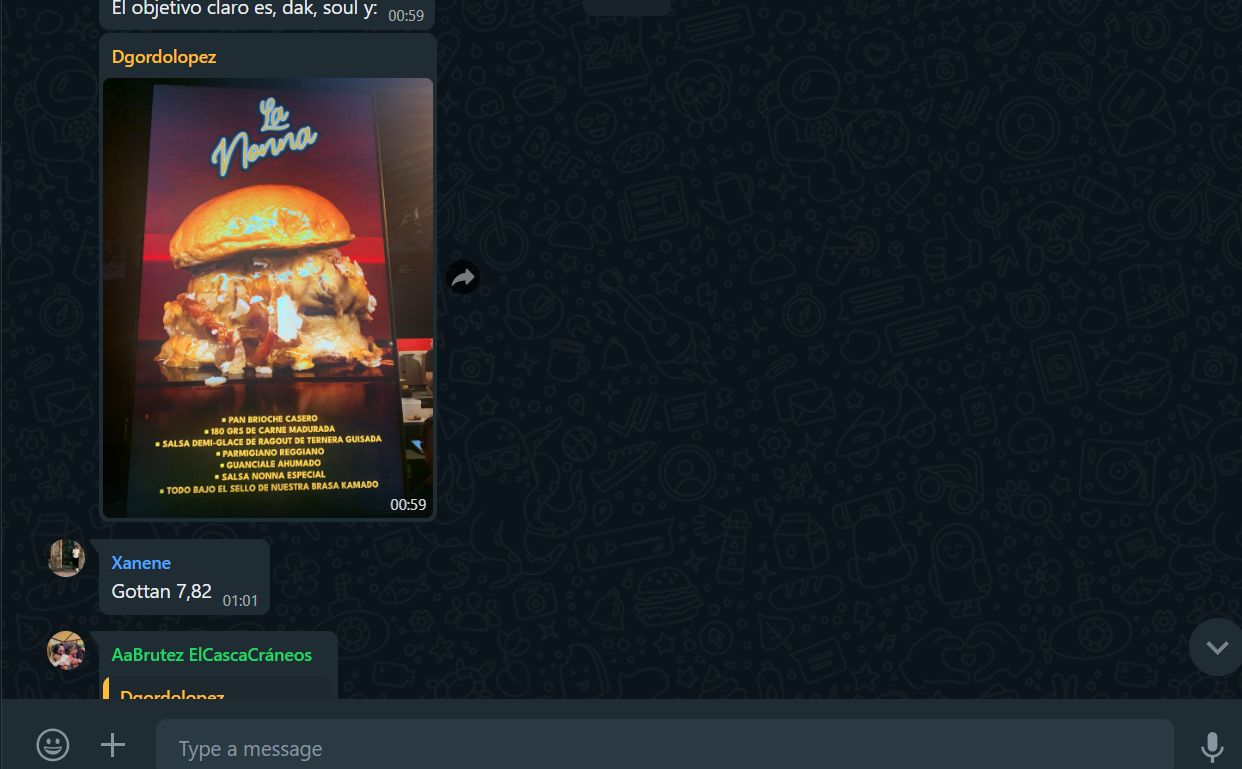 El objetivo claro es, dak, soul y:
00:59
Dgordolopez
La
Nonna
▪ PAN BRIOCHE CASERO
▪ 180 GRS DE CARNE MADURADA
▪ SALSA DEMI-GLACE DE RAGOUT DE TERNERA GUISADA
▪ PARMIGIANO REGGIANO
▪ GUANCIALE AHUMADO
▪ SALSA NONNA ESPECIAL
▪ TODO BAJO EL SELLO DE NUESTRA BRASA KAMADO
00:59
Xanene
Gottan 7,82
01:01
AaBrutez ElCascaCráneos
Dgordolopez
Type a message